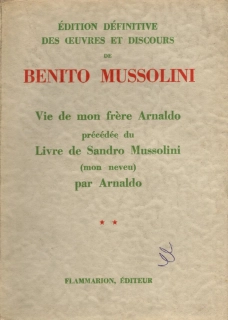 ÉDITION DÉFINITIVE
DES ŒUVRES ET DISCOURS
DE
BENITO MUSSOLINI
Vie de mon frère Arnaldo
précédée du
Livre de Sandro Mussolini
(mon neveu)
par Arnaldo
* *
FLAMMARION, ÉDITEUR